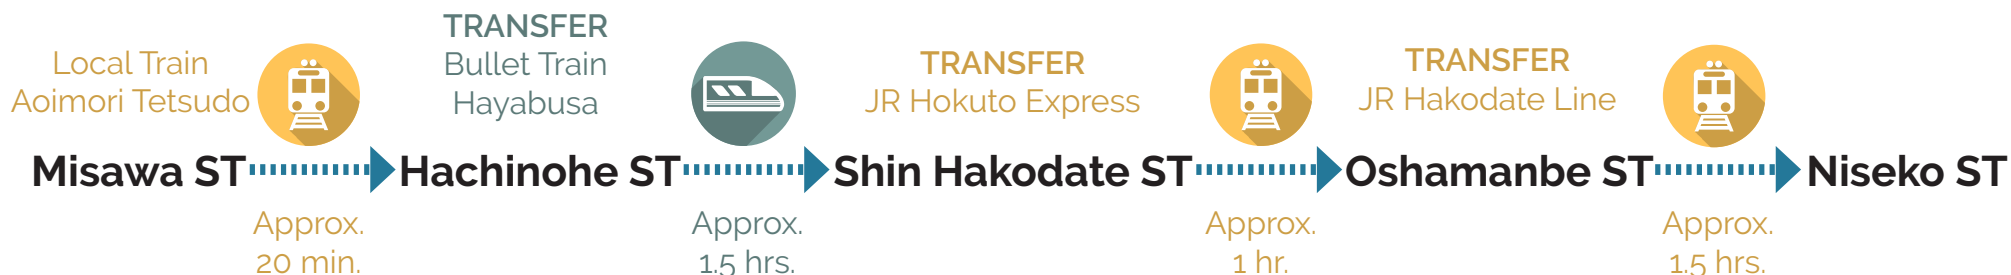 Local Train
Aoimori Tetsudo
TRANSFER
Bullet Train
Hayabusa
TRANSFER
JR Hokuto Express
TRANSFER
JR Hakodate Line
Misawa ST
Hachinohe ST
Shin Hakodate ST
Oshamanbe ST
Niseko ST
Approx.
20 min.
Approx.
1.5 hrs.
Approx.
1 hr.
Approx.
1.5 hrs.